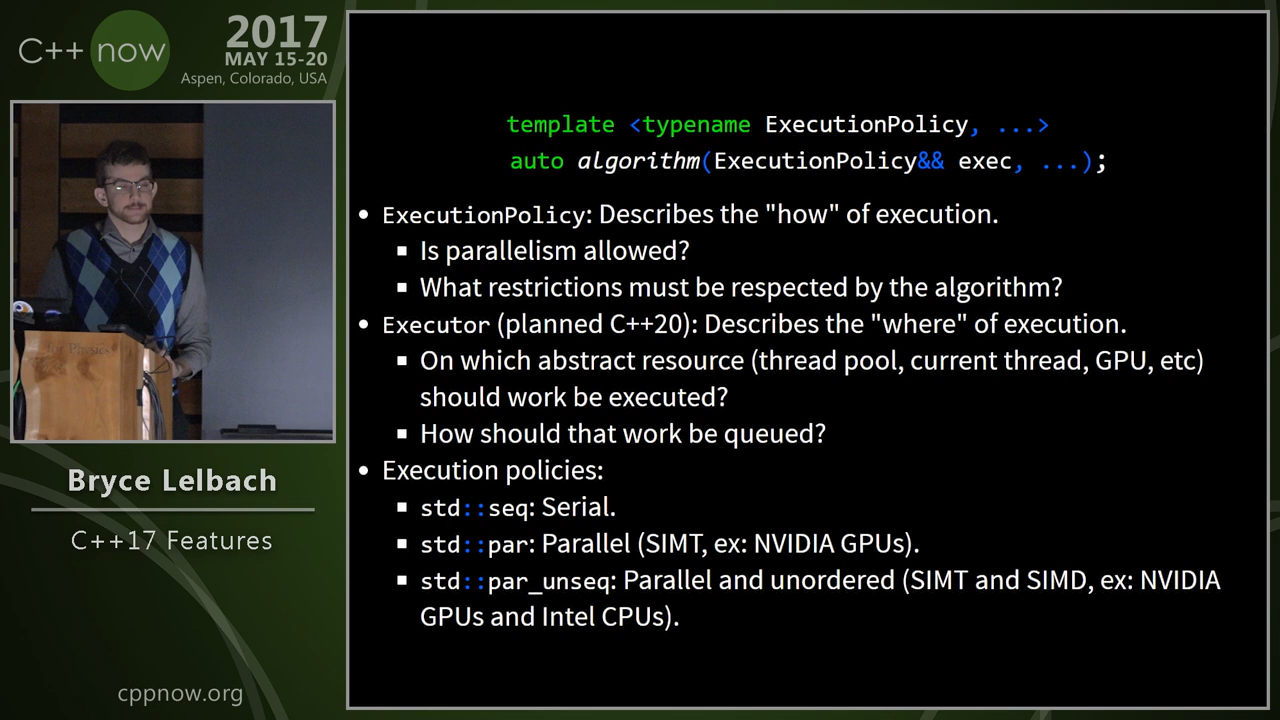 C++ now
2017
MAY 15-20
Aspen, Colorado, USA
Bryce Lelbach
C++17 Features
cppnow.org
template <typename ExecutionPolicy, ...>
auto algorithm(ExecutionPolicy&& exec, ...);
• ExecutionPolicy: Describes the "how" of execution.
▪ Is parallelism allowed?
▪ What restrictions must be respected by the algorithm?
• Executor (planned C++20): Describes the "where" of execution.
▪ On which abstract resource (thread pool, current thread, GPU, etc)
should work be executed?
▪ How should that work be queued?
• Execution policies:
▪ std::seq: Serial.
▪ std::par: Parallel (SIMT, ex: NVIDIA GPUs).
▪ std::par_unseq: Parallel and unordered (SIMT and SIMD, ex: NVIDIA
GPUs and Intel CPUs).